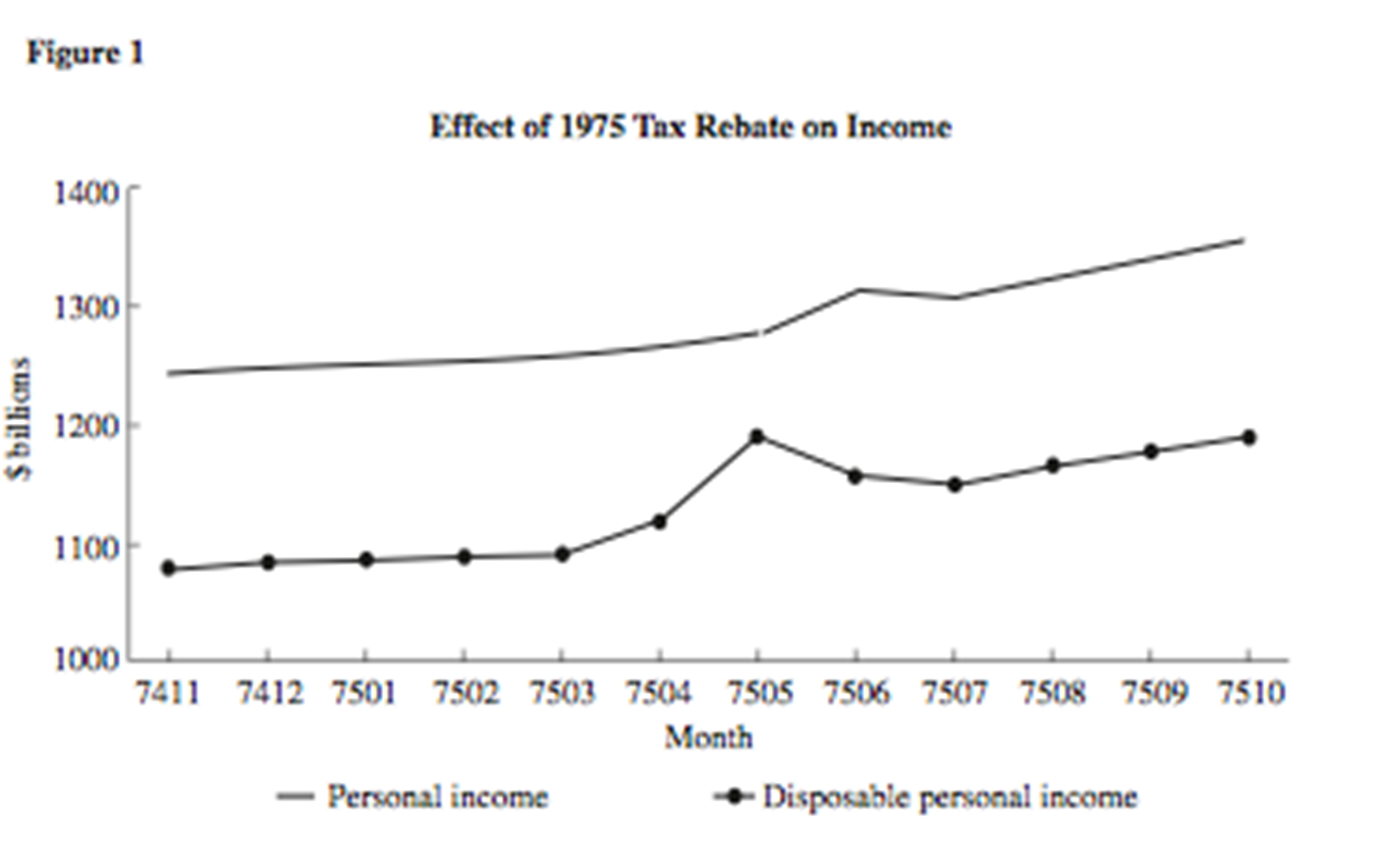 Figure 1
Effect of 1975 Tax Rebate on Income
1400
1300
1200
1100
1000
$ billions
7411 7412 7501 7502 7503 7504 7505 7506 7507 7508 7509 7510
Month
Personal income Disposable personal income